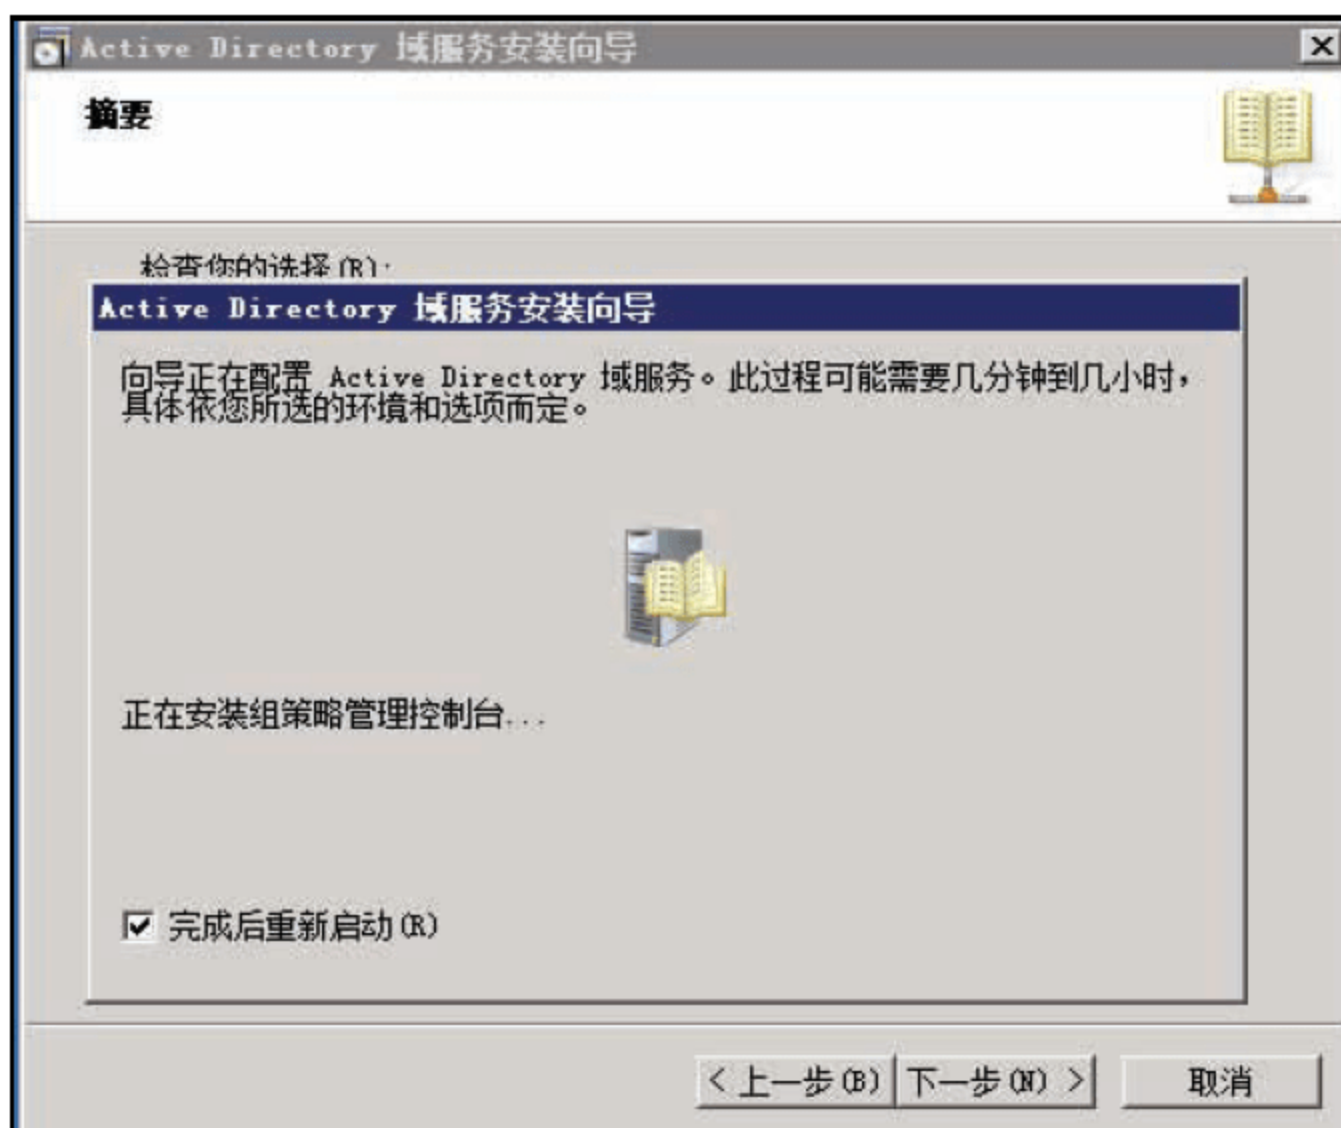 Active Directory 域服务安装向导
摘要
检查您的选择(R):
Active Directory 域服务安装向导
向导正在配置 Active Directory 域服务。此过程可能需要几分钟到几小时，
具体依您所选的环境和选项而定。
正在安装组策略管理控制台...
完成后重新启动(R)
< 上一步(B) 下一步(N) > 取消